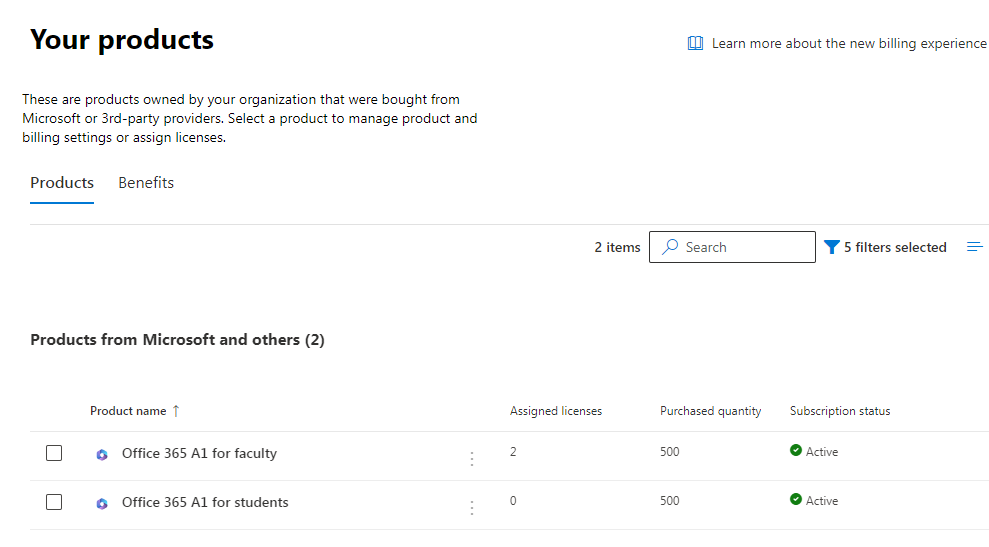 Your products
Learn more about the new billing experience
These are products owned by your organization that were bought from
Microsoft or 3rd-party providers. Select a product to manage product and
billing settings or assign licenses.
Products Benefits
2 items Search 5 filters selected
Products from Microsoft and others (2)
Product name ↑ Assigned licenses Purchased quantity Subscription status
Office 365 A1 for faculty 2 500 Active
Office 365 A1 for students 0 500 Active